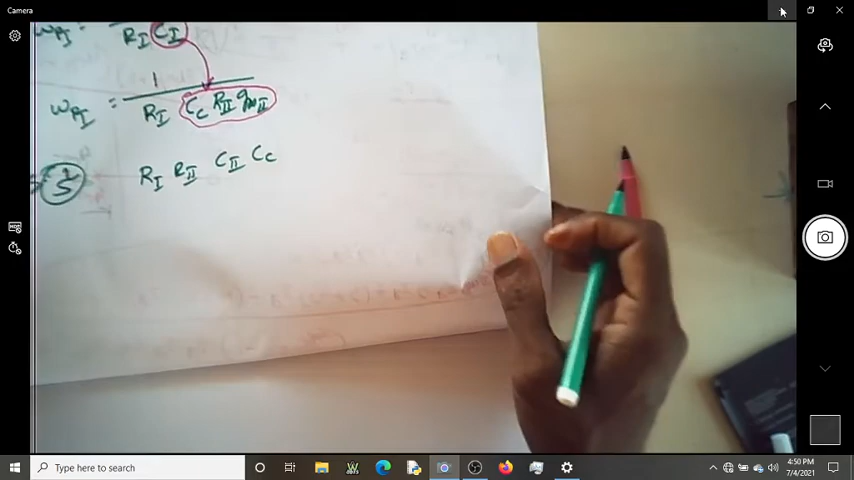 Camera
ω_PI = R_I C_I
ω_PI = 1 / R_I C_c R_II g_mII
S² R_I R_II C_II C_c
Type here to search
4:50 PM
7/4/2021